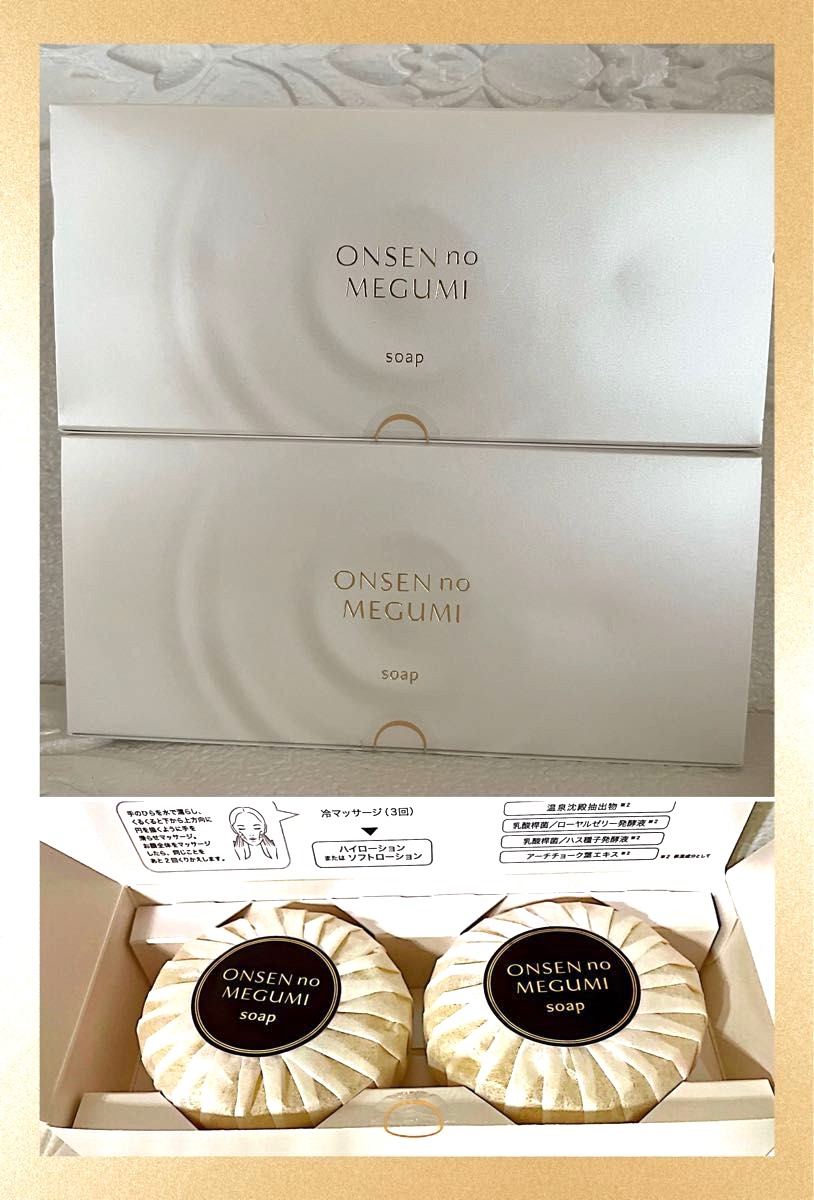 ONSEN no
MEGUMI
soap
ONSEN no
MEGUMI
soap
手のひらを水で濡らし、
くるくると下から上方向に
円を描くように手を
滑らせマッサージ。
お顔全体をマッサージ
したら、同じことを
あと2回くりかえします。
冷マッサージ(3回)
ハイローション
または ソフトローション
温泉沈殿抽出物※2
乳酸桿菌/ローヤルゼリー発酵液※2
乳酸桿菌/ハス種子発酵液※2
アーチチョーク葉エキス※2
※2 保湿成分として
ONSEN no
MEGUMI
soap
ONSEN no
MEGUMI
soap